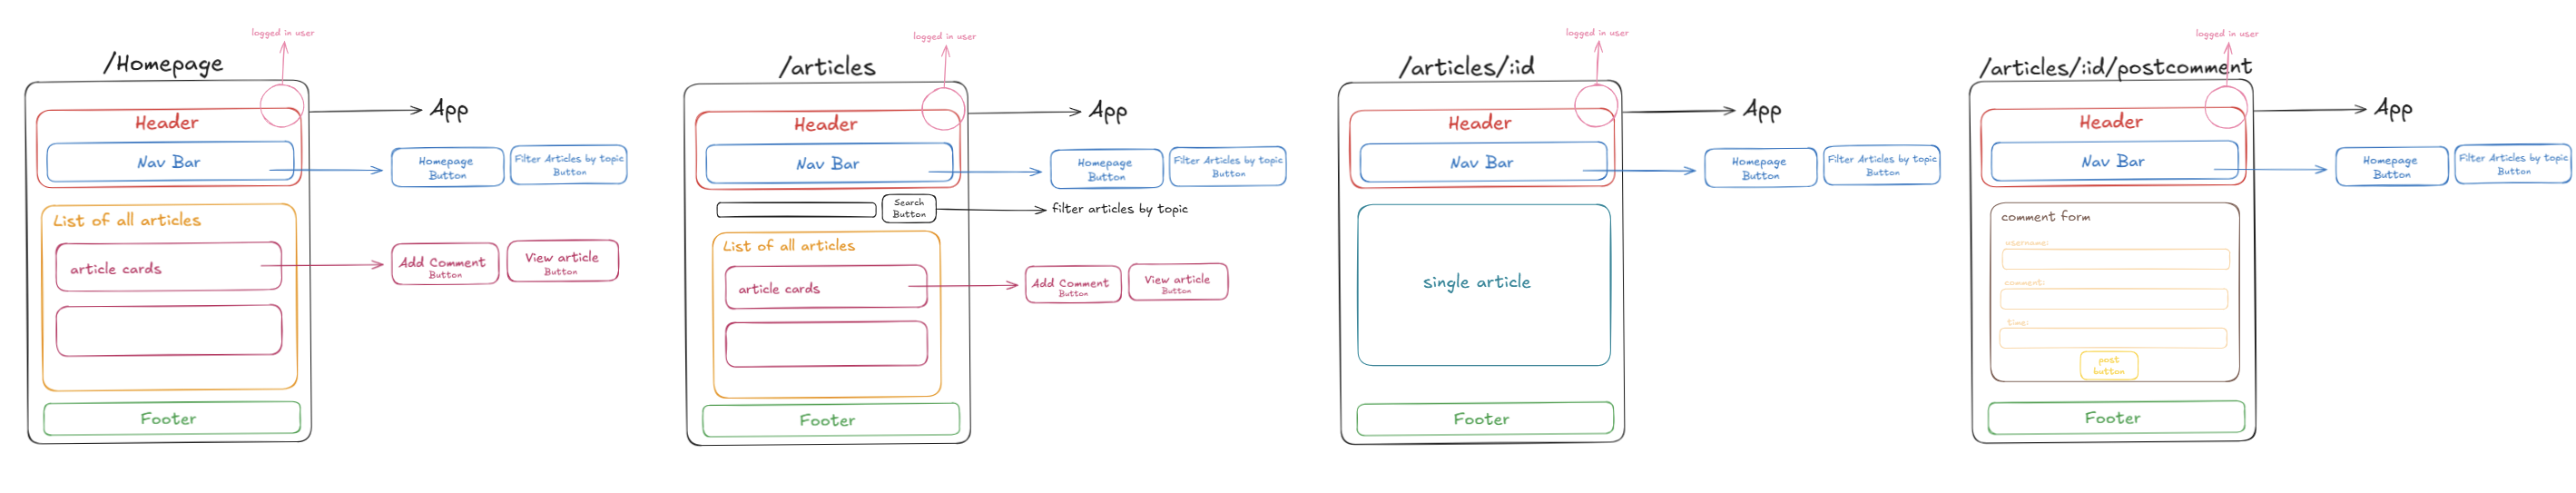 logged in user
/Homepage
App
Header
Nav Bar
Homepage
Button
Filter Articles by topic
Button
List of all articles
article cards
Add Comment
Button
View article
Button
Footer
logged in user
/articles
App
Header
Nav Bar
Homepage
Button
Filter Articles by topic
Button
Search
Button
filter articles by topic
List of all articles
article cards
Add Comment
Button
View article
Button
Footer
logged in user
/articles/:id
App
Header
Nav Bar
Homepage
Button
Filter Articles by topic
Button
single article
Footer
logged in user
/articles/:id/postcomment
App
Header
Nav Bar
Homepage
Button
Filter Articles by topic
Button
comment form
username:
comment:
time:
post
button
Footer